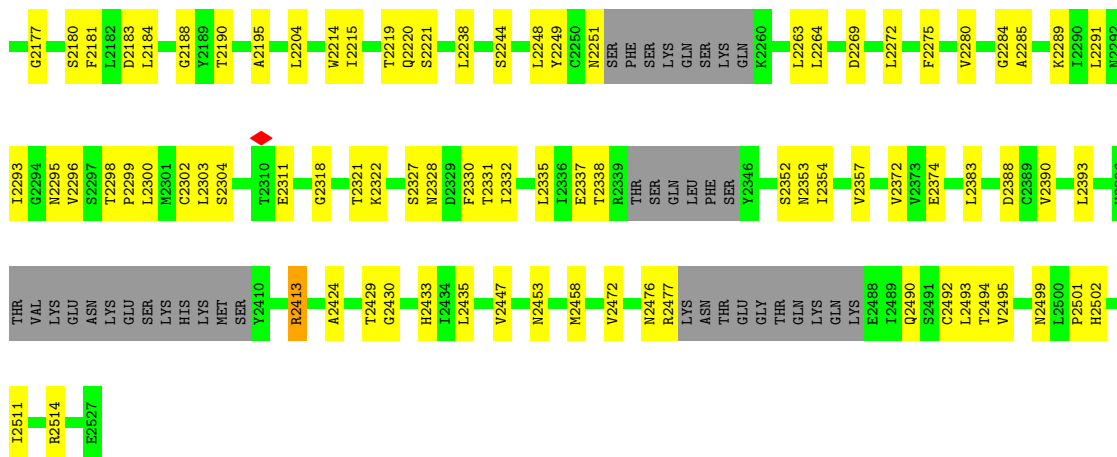 G2177 S2180 F2181 L2182 D2183 L2184 G2188 Y2189 T2190 A2195 L2204 W2214 I2215 T2219 Q2220 S2221 L2238 S2244 L2248 Y2249 C2250 N2251 SER PHE SER LYS GLN SER LYS GLN K2260 L2263 L2264 D2269 L2272 F2275 V2280 G2284 A2285 K2289 I2290 L2291 N2292
I2293 G2294 N2295 V2296 S2297 T2298 P2299 L2300 M2301 C2302 L2303 S2304 T2310 E2311 G2318 T2321 K2322 S2327 N2328 D2329 F2330 T2331 I2332 L2335 I2336 E2337 T2338 R2339 THR SER GLN LEU PHE SER Y2346 S2352 N2353 I2354 V2357 V2372 V2373 E2374 L2383 D2388 C2389 V2390 L2393
THR VAL LYS GLU ASN LYS GLU SER LYS HIS LYS MET SER Y2410 R2413 A2424 T2429 G2430 H2433 I2434 L2435 V2447 N2453 M2458 V2472 N2476 R2477 LYS ASN THR GLU GLY THR GLN LYS GLN LYS E2488 I2489 Q2490 S2491 C2492 L2493 T2494 V2495 N2499 L2500 P2501 H2502
I2511 R2514 E2527